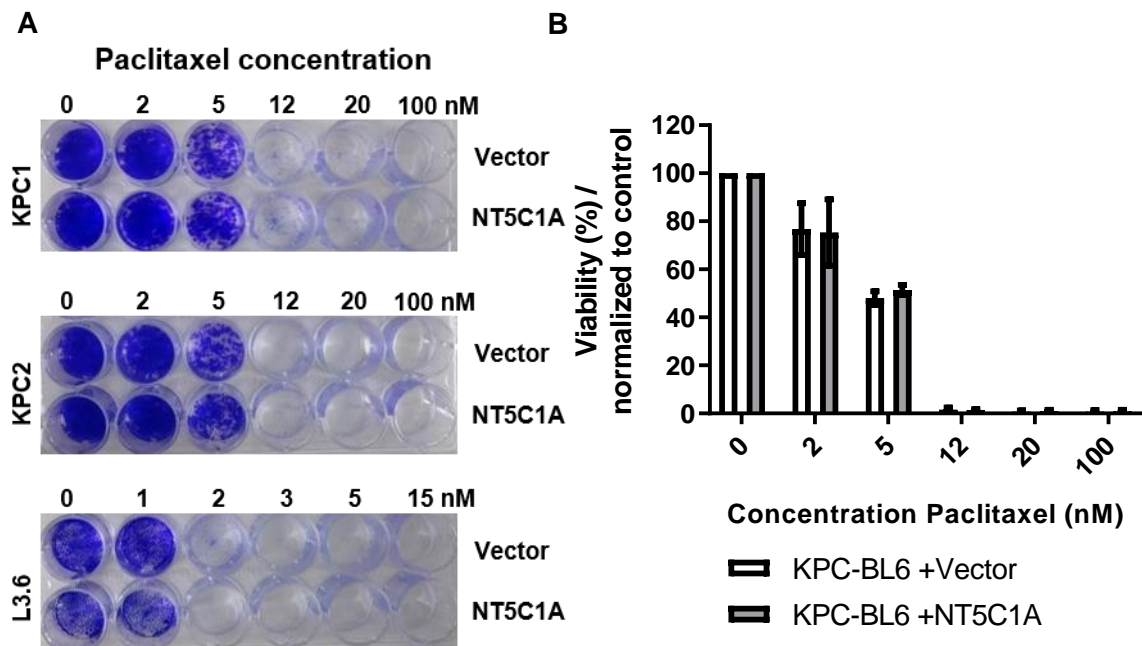 A
Paclitaxel concentration
0 2 5 12 20 100 nM
KPC1
Vector
NT5C1A
0 2 5 12 20 100 nM
KPC2
Vector
NT5C1A
0 1 2 3 5 15 nM
L3.6
Vector
NT5C1A
B
Viability (%) /
normalized to control
120
100
80
60
40
20
0
0 2 5 12 20 100
Concentration Paclitaxel (nM)
KPC-BL6 +Vector
KPC-BL6 +NT5C1A